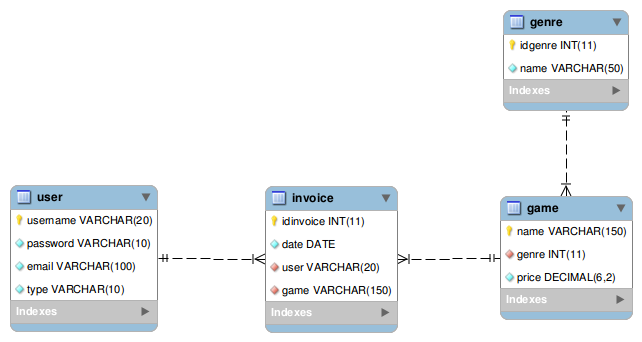 genre
idgenre INT(11)
name VARCHAR(50)
Indexes
user
username VARCHAR(20)
password VARCHAR(10)
email VARCHAR(100)
type VARCHAR(10)
Indexes
invoice
idinvoice INT(11)
date DATE
user VARCHAR(20)
game VARCHAR(150)
Indexes
game
name VARCHAR(150)
genre INT(11)
price DECIMAL(6,2)
Indexes